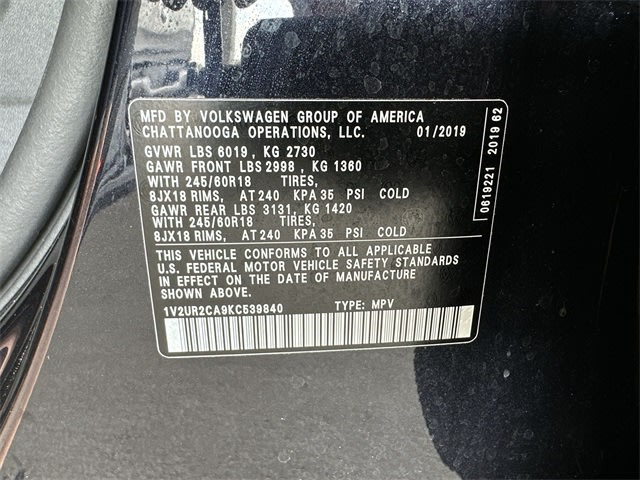 MFD BY VOLKSWAGEN GROUP OF AMERICA
CHATTANOOGA OPERATIONS, LLC. 01/2019
GVWR LBS 6019, KG 2730
GAWR FRONT LBS 2998, KG 1360
WITH 245/60R18 TIRES,
8JX18 RIMS, AT 240 KPA 35 PSI COLD
GAWR REAR LBS 3131, KG 1420
WITH 245/60R18 TIRES,
8JX18 RIMS, AT 240 KPA 35 PSI COLD
THIS VEHICLE CONFORMS TO ALL APPLICABLE
U.S. FEDERAL MOTOR VEHICLE SAFETY STANDARDS
IN EFFECT ON THE DATE OF MANUFACTURE
SHOWN ABOVE.
1V2UR2CA9KC539840 TYPE: MPV
0619221 2019 62